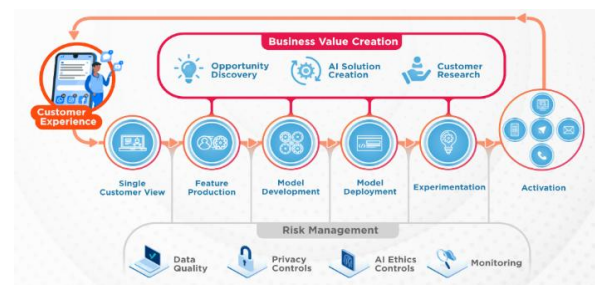 Business Value Creation
Opportunity
Discovery
AI Solution
Creation
Customer
Research
Customer
Experience
Single
Customer View
Feature
Production
Model
Development
Model
Deployment
Experimentation
Activation
Risk Management
Data
Quality
Privacy
Controls
AI Ethics
Controls
Monitoring